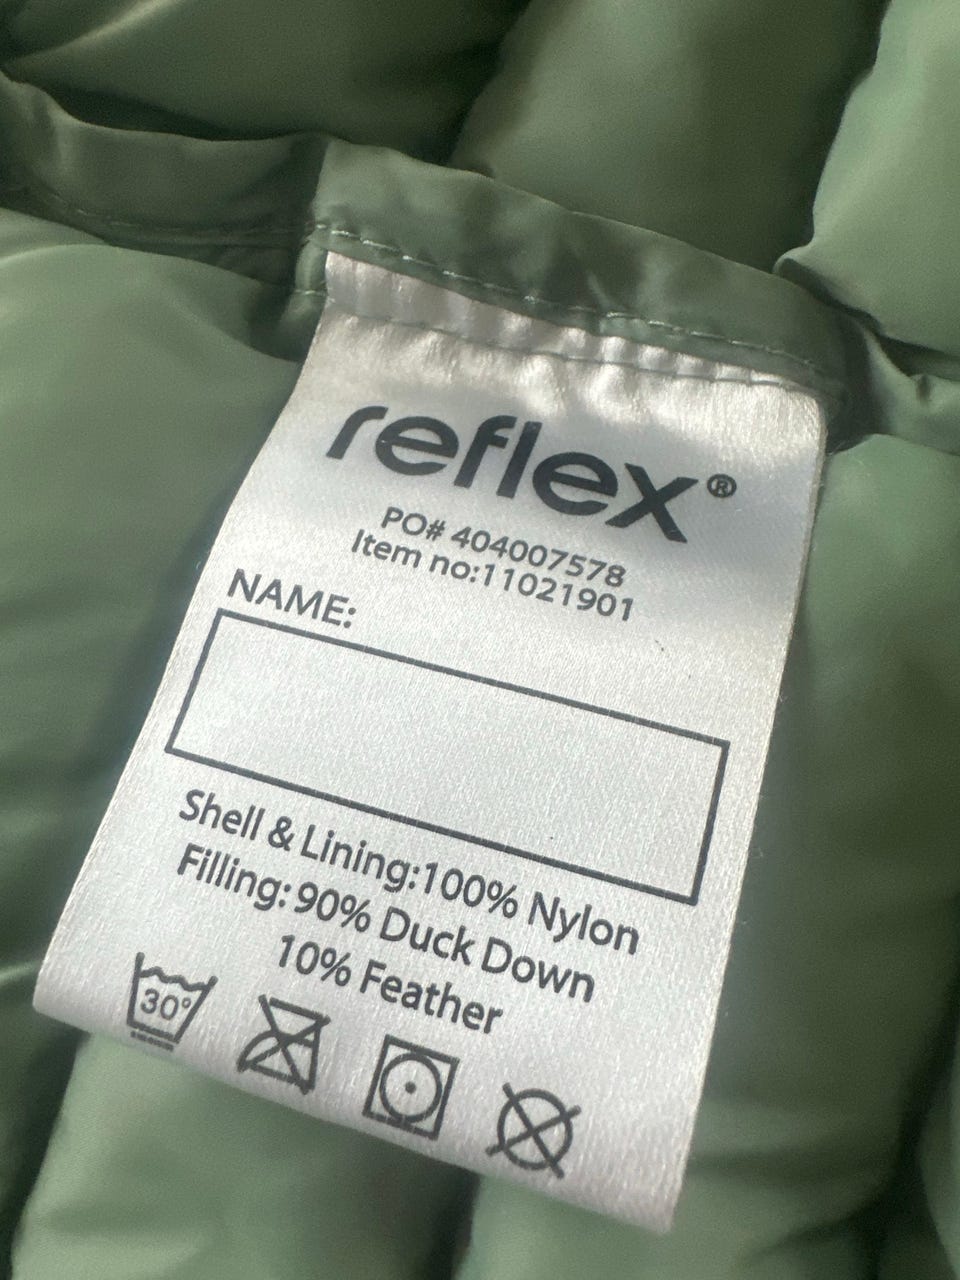 reflex®
PO# 404007578
Item no:11021901
NAME:
Shell & Lining:100% Nylon
Filling: 90% Duck Down
10% Feather
30°